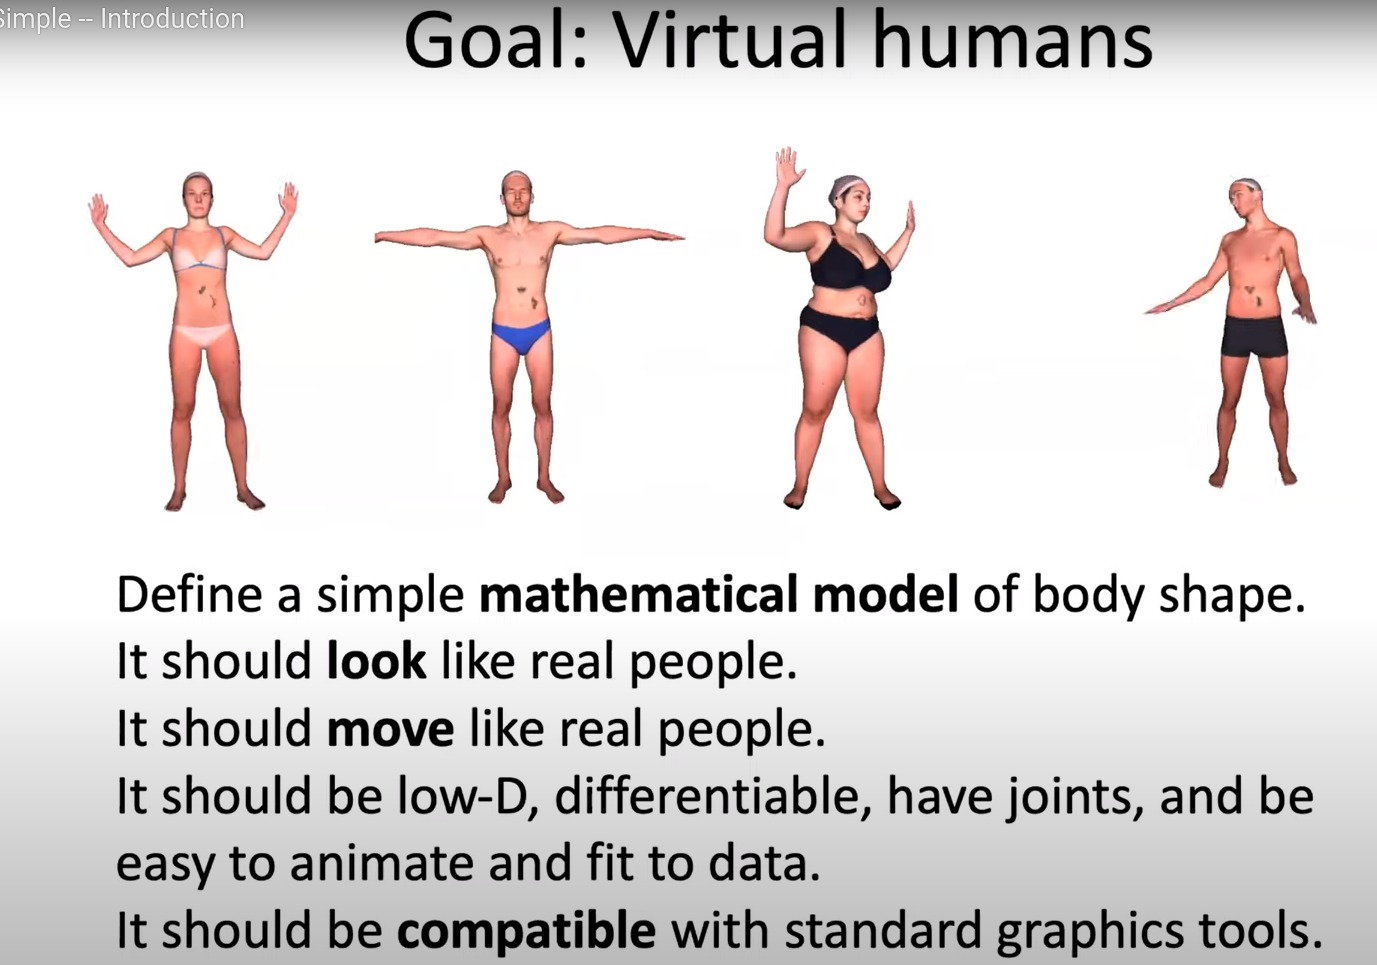 Simple -- Introduction
Goal: Virtual humans
Define a simple mathematical model of body shape.
It should look like real people.
It should move like real people.
It should be low-D, differentiable, have joints, and be
easy to animate and fit to data.
It should be compatible with standard graphics tools.